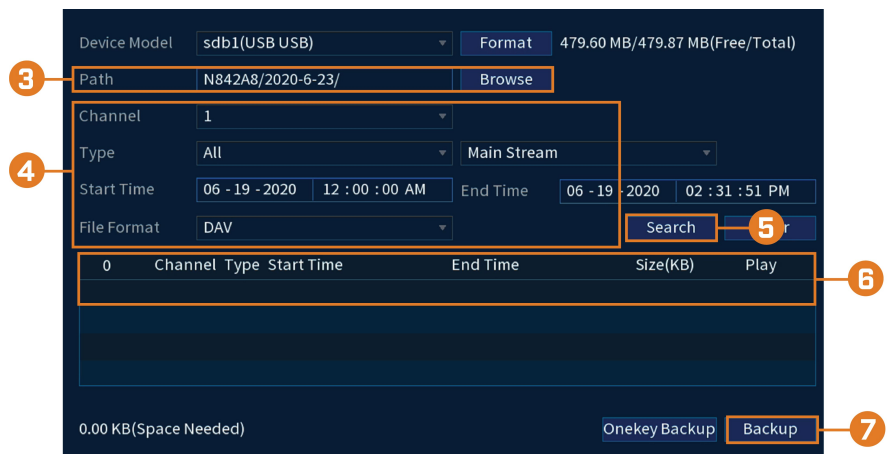 Device Model sdb1(USB USB) Format 479.60 MB/479.87 MB(Free/Total)
3 Path N842A8/2020-6-23/ Browse
Channel 1
4 Type All Main Stream
Start Time 06 - 19 - 2020 12 : 00 : 00 AM End Time 06 - 19 - 2020 02 : 31 : 51 PM
File Format DAV Search 5 r
0 Channel Type Start Time End Time Size(KB) Play
6
0.00 KB(Space Needed) Onekey Backup Backup 7